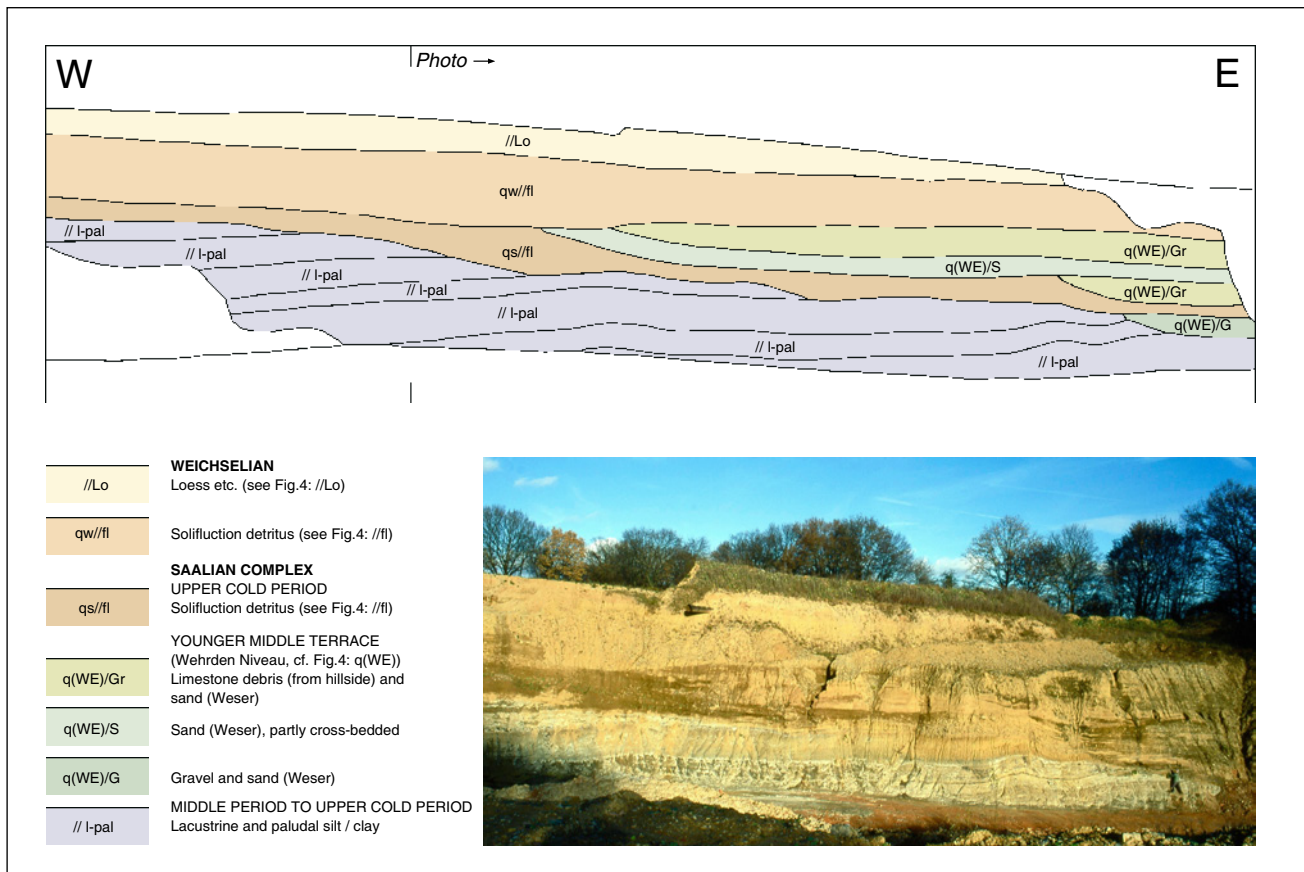 W
Photo →
E
//Lo
qw//fl
// l-pal
// l-pal
qs//fl
q(WE)/Gr
q(WE)/S
// l-pal
// l-pal
q(WE)/Gr
// l-pal
q(WE)/G
// l-pal
// l-pal
WEICHSELIAN
//Lo
Loess etc. (see Fig.4: //Lo)
qw//fl
Solifluction detritus (see Fig.4: //fl)
SAALIAN COMPLEX
UPPER COLD PERIOD
qs//fl
Solifluction detritus (see Fig.4: //fl)
YOUNGER MIDDLE TERRACE
(Wehrden Niveau, cf. Fig.4: q(WE))
q(WE)/Gr
Limestone debris (from hillside) and
sand (Weser)
q(WE)/S
Sand (Weser), partly cross-bedded
q(WE)/G
Gravel and sand (Weser)
MIDDLE PERIOD TO UPPER COLD PERIOD
// l-pal
Lacustrine and paludal silt / clay